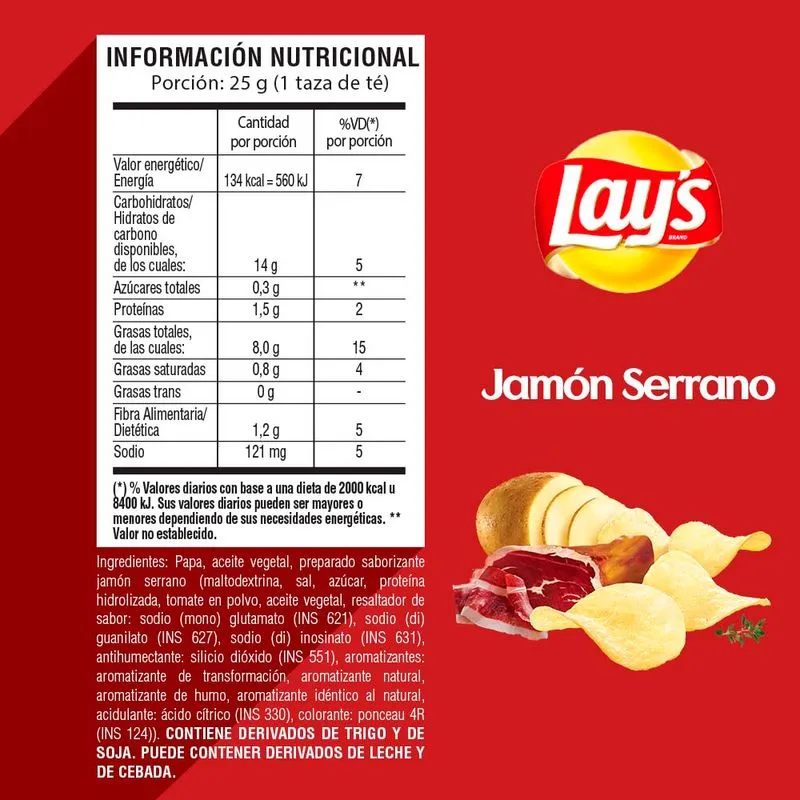 INFORMACIÓN NUTRICIONAL
Porción: 25 g (1 taza de té)
Cantidad por porción %VD(*) por porción
Valor energético/ Energía 134 kcal = 560 kJ 7
Carbohidratos/ Hidratos de carbono disponibles, de los cuales: 14 g 5
Azúcares totales 0,3 g **
Proteínas 1,5 g 2
Grasas totales, de las cuales: 8,0 g 15
Grasas saturadas 0,8 g 4
Grasas trans 0 g -
Fibra Alimentaria/ Dietética 1,2 g 5
Sodio 121 mg 5
(*) % Valores diarios con base a una dieta de 2000 kcal u
8400 kJ. Sus valores diarios pueden ser mayores o
menores dependiendo de sus necesidades energéticas. **
Valor no establecido.
Ingredientes: Papa, aceite vegetal, preparado saborizante
jamón serrano (maltodextrina, sal, azúcar, proteína
hidrolizada, tomate en polvo, aceite vegetal, resaltador de
sabor: sodio (mono) glutamato (INS 621), sodio (di)
guanilato (INS 627), sodio (di) inosinato (INS 631),
antihumectante: silicio dióxido (INS 551), aromatizantes:
aromatizante de transformación, aromatizante natural,
aromatizante de humo, aromatizante idéntico al natural,
acidulante: ácido cítrico (INS 330), colorante: ponceau 4R
(INS 124)). CONTIENE DERIVADOS DE TRIGO Y DE
SOJA. PUEDE CONTENER DERIVADOS DE LECHE Y
DE CEBADA.
Lay's
BRAND
Jamón Serrano